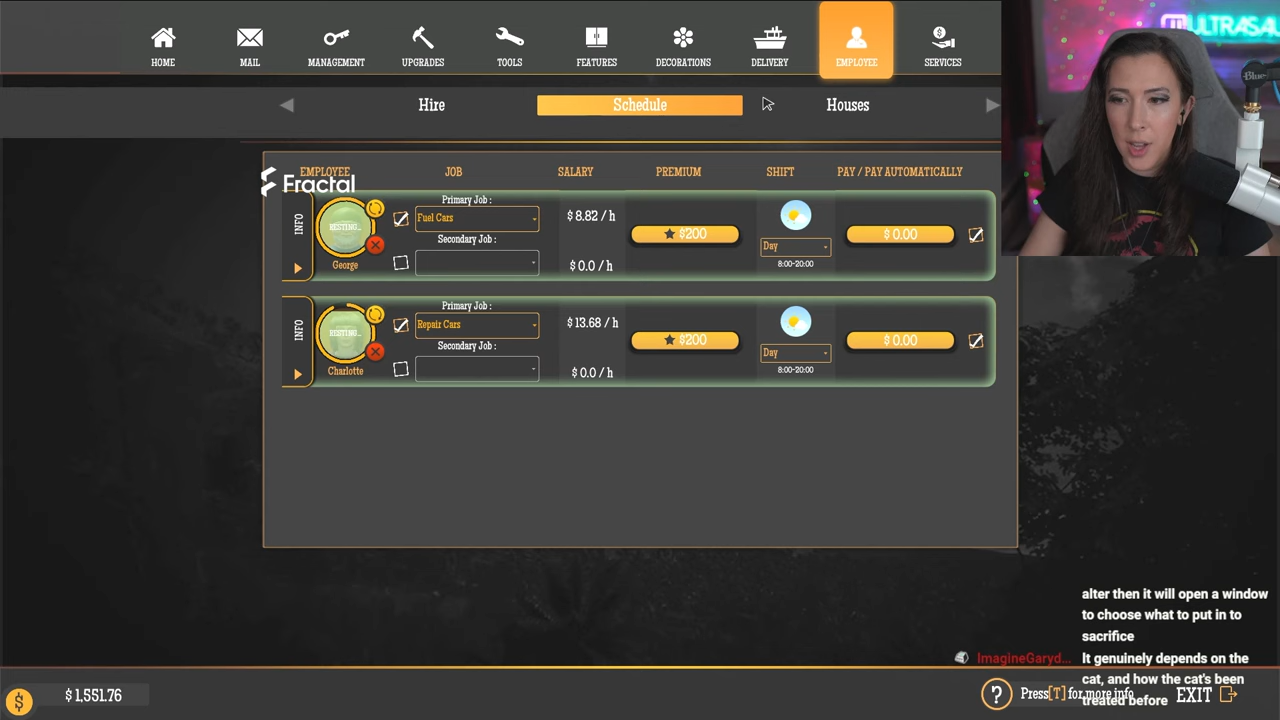 HOME
MAIL
MANAGEMENT
UPGRADES
TOOLS
FEATURES
DECORATIONS
DELIVERY
EMPLOYEE
SERVICES
ULTRASA
Blue
Hire
Schedule
Houses
EMPLOYEE
JOB
SALARY
PREMIUM
SHIFT
PAY / PAY AUTOMATICALLY
Fractal
INFO
RESTING...
George
Primary Job :
Fuel Cars
Secondary Job :
$ 8.82 / h
$ 0.0 / h
$200
Day
8:00-20:00
$ 0.00
INFO
RESTING...
Charlotte
Primary Job :
Repair Cars
Secondary Job :
$ 13.68 / h
$ 0.0 / h
$200
Day
8:00-20:00
$ 0.00
alter then it will open a window
to choose what to put in to
sacrifice
ImagineGaryd... It genuinely depends on the
cat, and how the cat's been
treated before
$ 1,551.76
? Press[T] for more info
EXIT